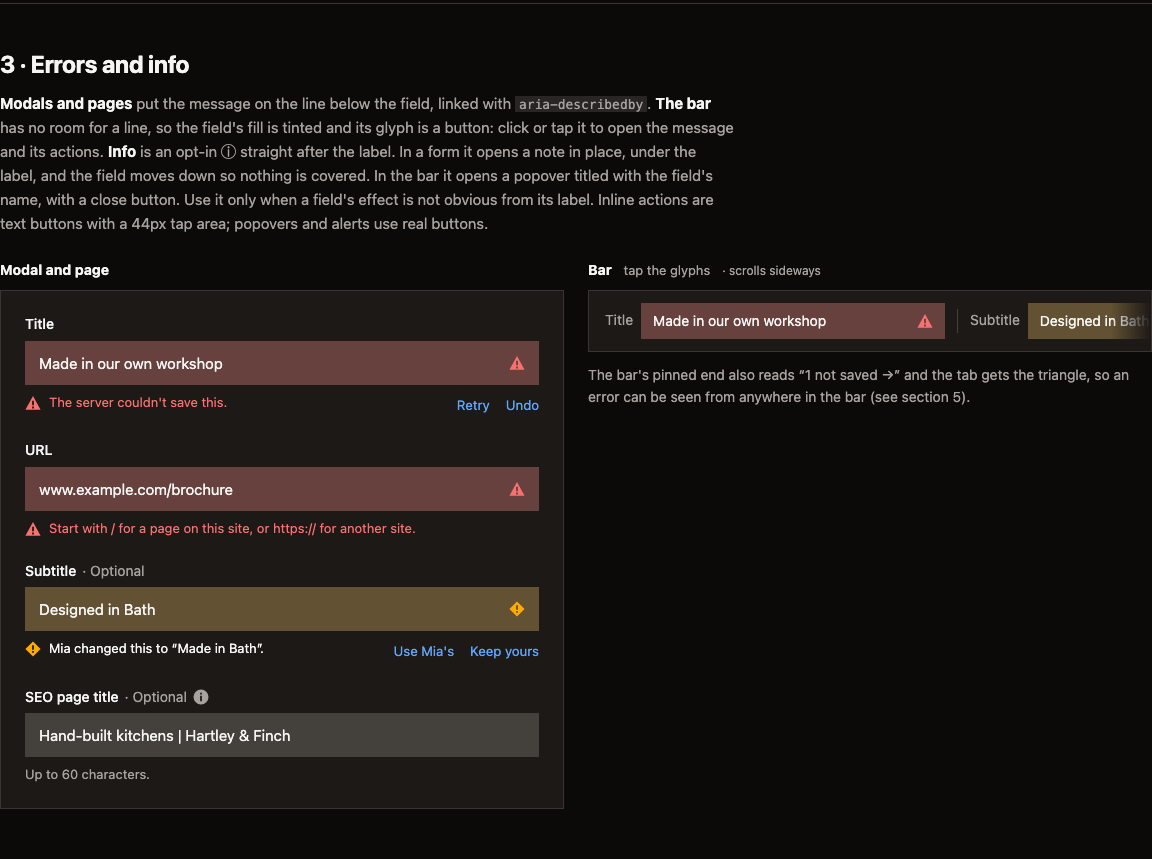 3 · Errors and info
Modals and pages put the message on the line below the field, linked with aria-describedby. The bar
has no room for a line, so the field's fill is tinted and its glyph is a button: click or tap it to open the message
and its actions. Info is an opt-in ⓘ straight after the label. In a form it opens a note in place, under the
label, and the field moves down so nothing is covered. In the bar it opens a popover titled with the field's
name, with a close button. Use it only when a field's effect is not obvious from its label. Inline actions are
text buttons with a 44px tap area; popovers and alerts use real buttons.
Modal and page
Title
Made in our own workshop
The server couldn't save this. Retry Undo
URL
www.example.com/brochure
Start with / for a page on this site, or https:// for another site.
Subtitle · Optional
Designed in Bath
Mia changed this to “Made in Bath”. Use Mia's Keep yours
SEO page title · Optional
Hand-built kitchens | Hartley & Finch
Up to 60 characters.
Bar tap the glyphs · scrolls sideways
Title Made in our own workshop Subtitle Designed in Bath
The bar's pinned end also reads “1 not saved →” and the tab gets the triangle, so an
error can be seen from anywhere in the bar (see section 5).